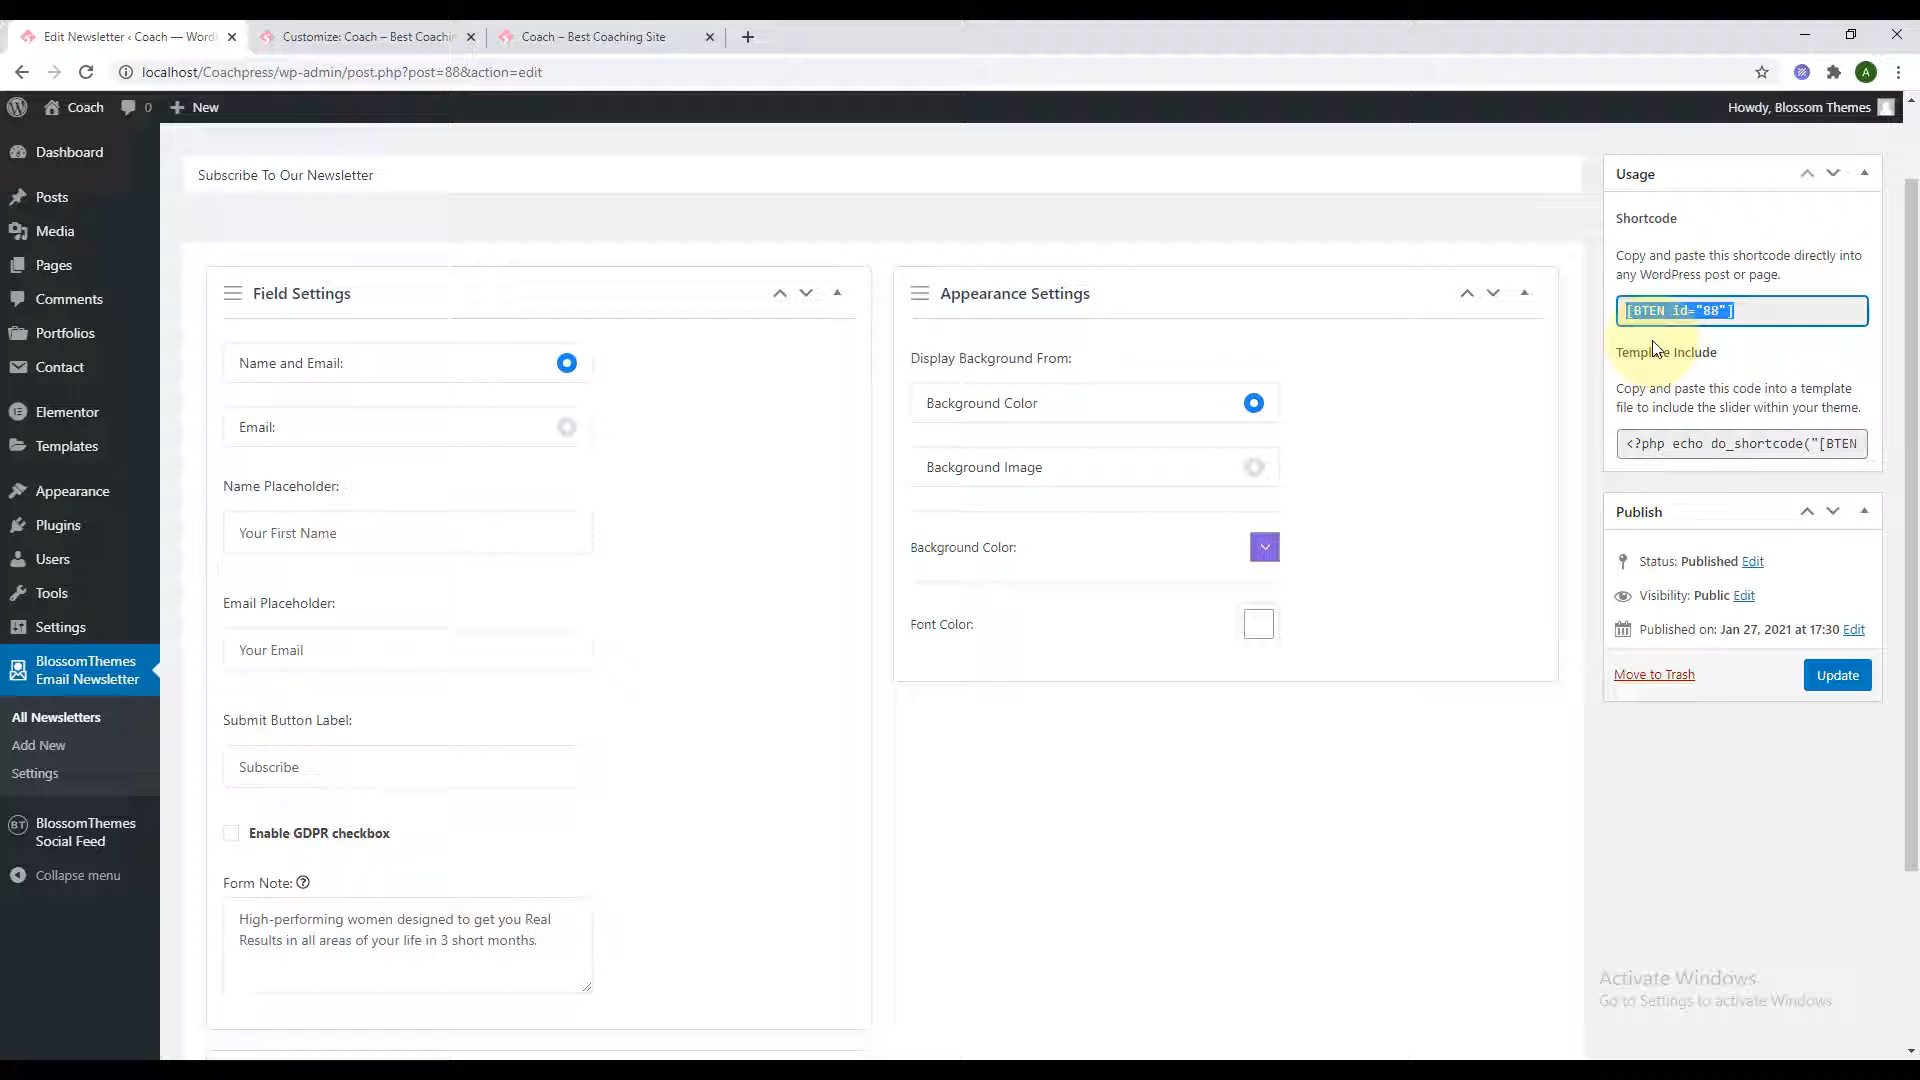 Edit Newsletter ‹ Coach — Word
Customize: Coach – Best Coachin
Coach – Best Coaching Site
localhost/Coachpress/wp-admin/post.php?post=88&action=edit
A
Coach
0
New
Howdy, Blossom Themes
Dashboard
Posts
Media
Pages
Comments
Portfolios
Contact
Elementor
Templates
Appearance
Plugins
Users
Tools
Settings
BlossomThemes
Email Newsletter
All Newsletters
Add New
Settings
BT
BlossomThemes
Social Feed
Collapse menu
Subscribe To Our Newsletter
Field Settings
Name and Email:
Email:
Name Placeholder:
Your First Name
Email Placeholder:
Your Email
Submit Button Label:
Subscribe
Enable GDPR checkbox
Form Note:
High-performing women designed to get you Real
Results in all areas of your life in 3 short months.
Appearance Settings
Display Background From:
Background Color
Background Image
Background Color:
Font Color:
Usage
Shortcode
Copy and paste this shortcode directly into
any WordPress post or page.
[BTEN id="88"]
Template Include
Copy and paste this code into a template
file to include the slider within your theme.
<?php echo do_shortcode("[BTEN
Publish
Status: Published Edit
Visibility: Public Edit
Published on: Jan 27, 2021 at 17:30 Edit
Move to Trash
Update
Activate Windows
Go to Settings to activate Windows